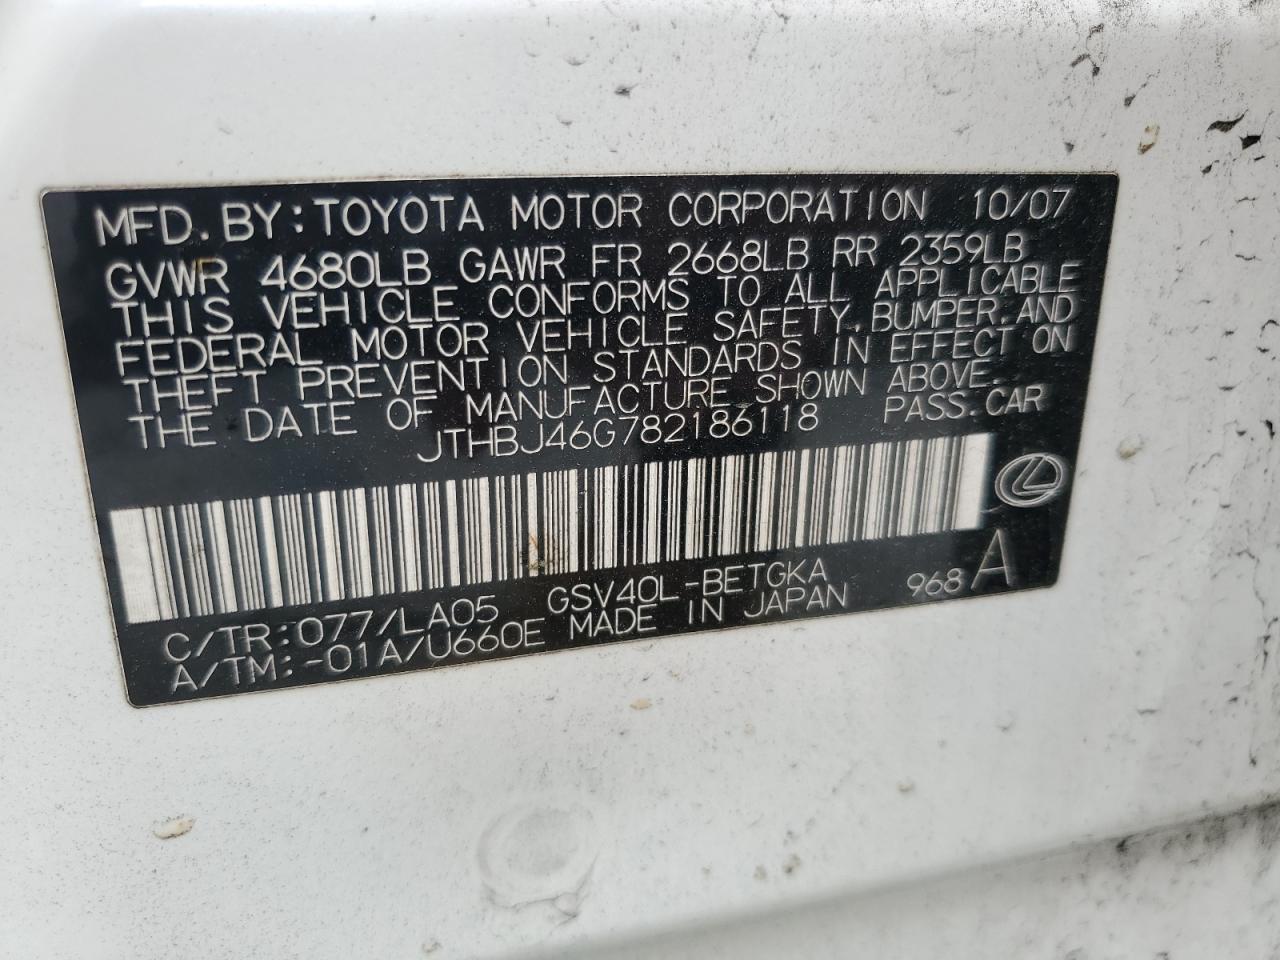 MFD. BY: TOYOTA MOTOR CORPORATION 10/07
GVWR 4680LB GAWR FR 2668LB RR 2359LB
THIS VEHICLE CONFORMS TO ALL APPLICABLE
FEDERAL MOTOR VEHICLE SAFETY, BUMPER, AND
THEFT PREVENTION STANDARDS IN EFFECT ON
THE DATE OF MANUFACTURE SHOWN ABOVE.
JTHBJ46G782186118 PASS. CAR
C/TR: 077/LA05 GSV40L-BETGKA 968 A
A/TM: -01A/U660E MADE IN JAPAN